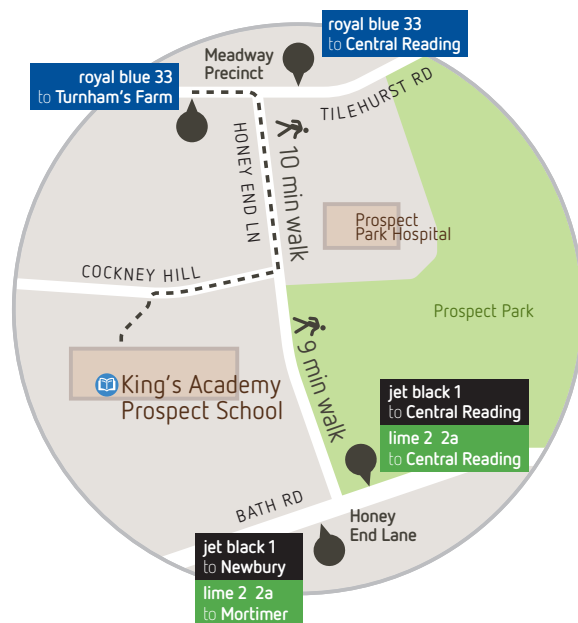 royal blue 33
to Central Reading
Meadway
Precinct
royal blue 33
to Turnham's Farm
TILEHURST RD
HONEY END LN
10 min walk
Prospect
Park Hospital
COCKNEY HILL
Prospect Park
9 min walk
King's Academy
Prospect School
jet black 1
to Central Reading
lime 2 2a
to Central Reading
BATH RD
Honey
End Lane
jet black 1
to Newbury
lime 2 2a
to Mortimer